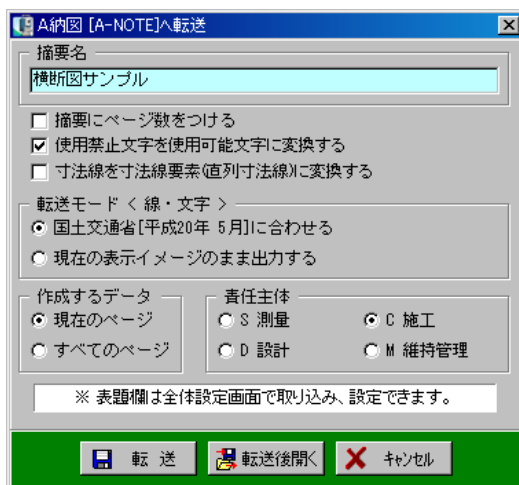 A納図 [A-NOTE]へ転送
摘要名
横断図サンプル
摘要にページ数をつける
使用禁止文字を使用可能文字に変換する
寸法線を寸法線要素(直列寸法線)に変換する
転送モード < 線・文字 >
国土交通省[平成20年 5月]に合わせる
現在の表示イメージのまま出力する
作成するデータ
現在のページ
すべてのページ
責任主体
S 測量
C 施工
D 設計
M 維持管理
※ 表題欄は全体設定画面で取り込み、設定できます。
転 送
転送後開く
キャンセル